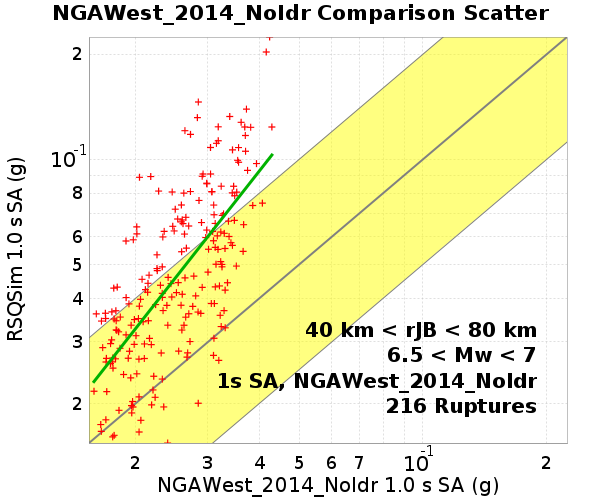 NGAWest_2014_NoIdr Comparison Scatter
RSQSim 1.0 s SA (g)
2
10-1
8
6
5
4
3
2
40 km < rJB < 80 km
6.5 < Mw < 7
1s SA, NGAWest_2014_NoIdr
216 Ruptures
2 3 4 5 6 7 10-1 2
NGAWest_2014_NoIdr 1.0 s SA (g)